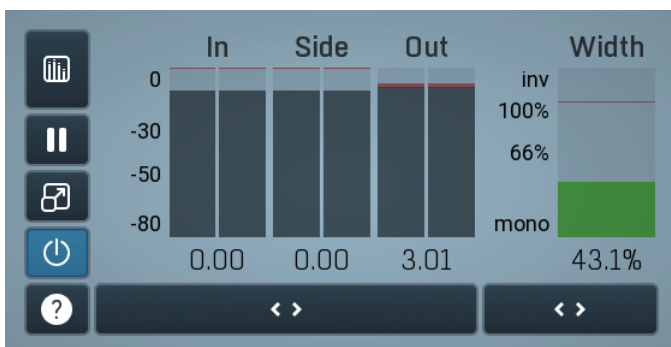 In Side Out Width
0 inv
-30 100%
-50 66%
-80 mono
0.00 0.00 3.01 43.1%
?